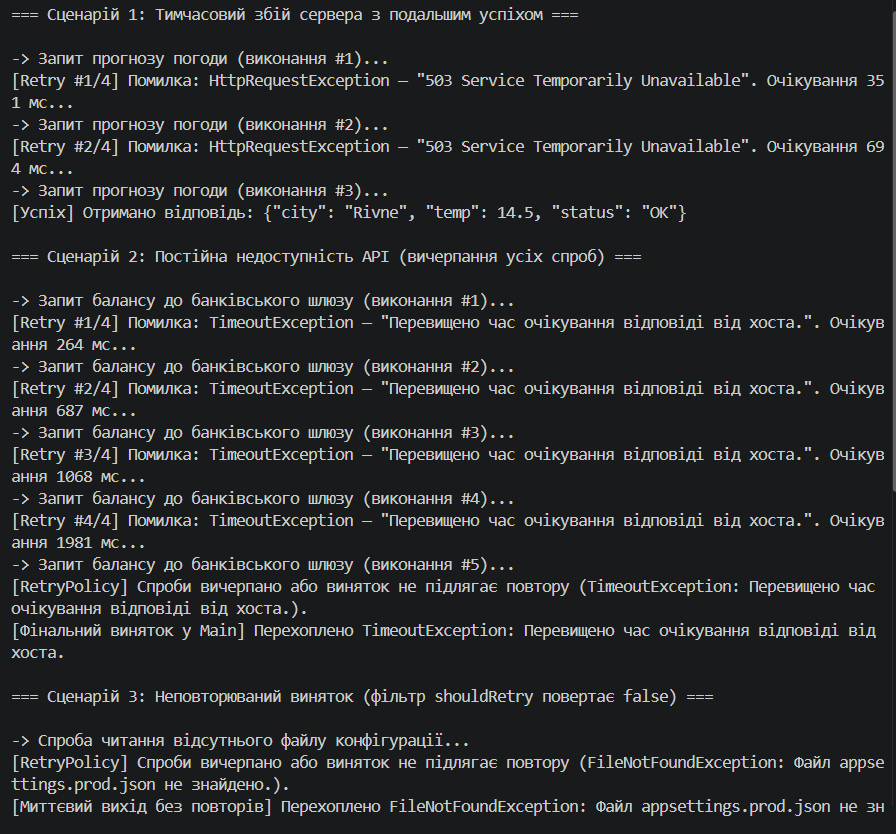 === Сценарій 1: Тимчасовий збій сервера з подальшим успіхом ===
-> Запит прогнозу погоди (виконання #1)...
[Retry #1/4] Помилка: HttpRequestException — "503 Service Temporarily Unavailable". Очікування 35
1 мс...
-> Запит прогнозу погоди (виконання #2)...
[Retry #2/4] Помилка: HttpRequestException — "503 Service Temporarily Unavailable". Очікування 69
4 мс...
-> Запит прогнозу погоди (виконання #3)...
[Успіх] Отримано відповідь: {"city": "Rivne", "temp": 14.5, "status": "OK"}
=== Сценарій 2: Постійна недоступність API (вичерпання усіх спроб) ===
-> Запит балансу до банківського шлюзу (виконання #1)...
[Retry #1/4] Помилка: TimeoutException — "Перевищено час очікування відповіді від хоста.". Очікув
ання 264 мс...
-> Запит балансу до банківського шлюзу (виконання #2)...
[Retry #2/4] Помилка: TimeoutException — "Перевищено час очікування відповіді від хоста.". Очікув
ання 687 мс...
-> Запит балансу до банківського шлюзу (виконання #3)...
[Retry #3/4] Помилка: TimeoutException — "Перевищено час очікування відповіді від хоста.". Очікув
ання 1068 мс...
-> Запит балансу до банківського шлюзу (виконання #4)...
[Retry #4/4] Помилка: TimeoutException — "Перевищено час очікування відповіді від хоста.". Очікув
ання 1981 мс...
-> Запит балансу до банківського шлюзу (виконання #5)...
[RetryPolicy] Спроби вичерпано або виняток не підлягає повтору (TimeoutException: Перевищено час
очікування відповіді від хоста.).
[Фінальний виняток у Main] Перехоплено TimeoutException: Перевищено час очікування відповіді від
хоста.
=== Сценарій 3: Неповторюваний виняток (фільтр shouldRetry повертає false) ===
-> Спроба читання відсутнього файлу конфігурації...
[RetryPolicy] Спроби вичерпано або виняток не підлягає повтору (FileNotFoundException: Файл appse
ttings.prod.json не знайдено.).
[Миттєвий вихід без повторів] Перехоплено FileNotFoundException: Файл appsettings.prod.json не зн